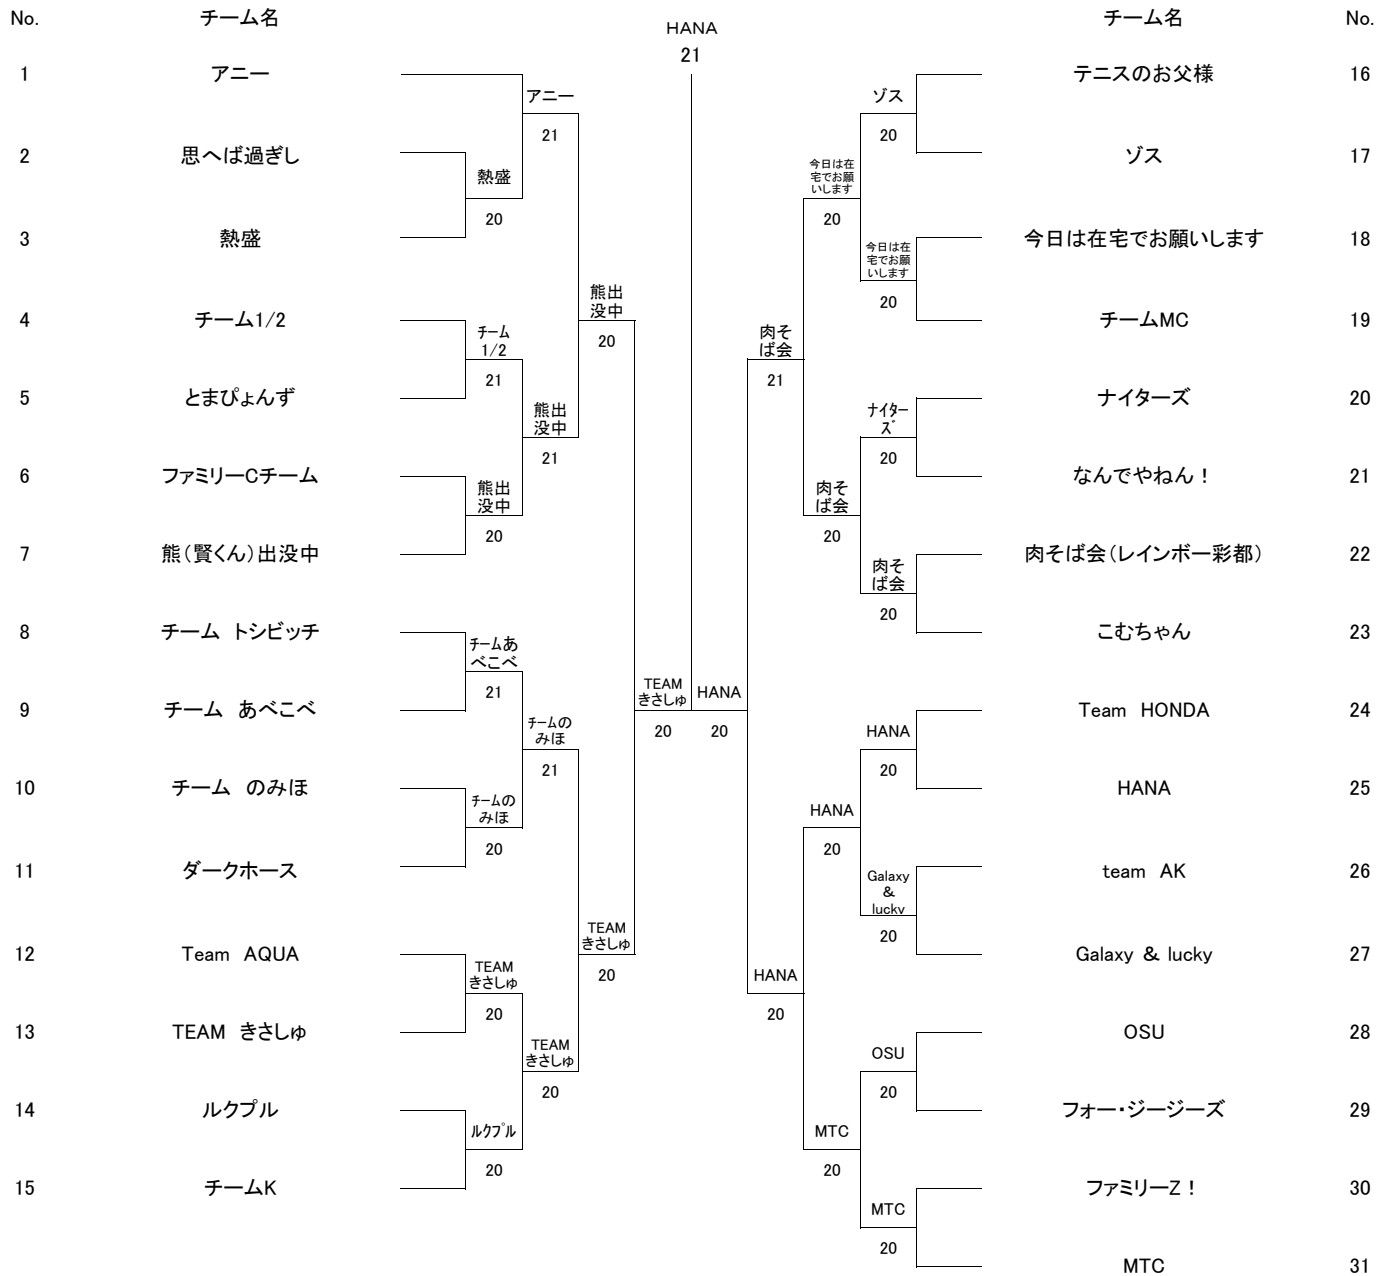 No. チーム名 チーム名 No.
HANA
21
1 アニー テニスのお父様 16
アニー ゾス
21 20
2 思へば過ぎし ゾス 17
今日は在
宅でお願
いします
熱盛
20 20
3 熱盛 今日は在宅でお願いします 18
今日は在
宅でお願
いします
熊出
没中
20
4 チーム1/2 チームMC 19
チーム
1/2
肉そ
ば会
20
21 21
5 とまぴょんず ナイターズ 20
熊出
没中
ナイター
ズ
21 20
6 ファミリーCチーム なんでやねん！ 21
熊出
没中
肉そ
ば会
20 20
7 熊（賢くん）出没中 肉そば会（レインボー彩都） 22
肉そ
ば会
20
8 チーム トシビッチ こむちゃん 23
チームあ
べこべ
21
TEAM
きさしゅ
HANA
9 チーム あべこべ Team HONDA 24
チームの
みほ
HANA
20 20
21 20
10 チーム のみほ HANA 25
チームの
みほ
HANA
20 20
11 ダークホース team AK 26
Galaxy
&
lucky
TEAM
きさしゅ
20
12 Team AQUA Galaxy & lucky 27
TEAM
きさしゅ
20
HANA
20 20
13 TEAM きさしゅ OSU 28
TEAM
きさしゅ
OSU
20 20
14 ルクプル フォー・ジージーズ 29
ルクプル MTC
20 20
15 チームK ファミリーZ！ 30
MTC
20
MTC 31